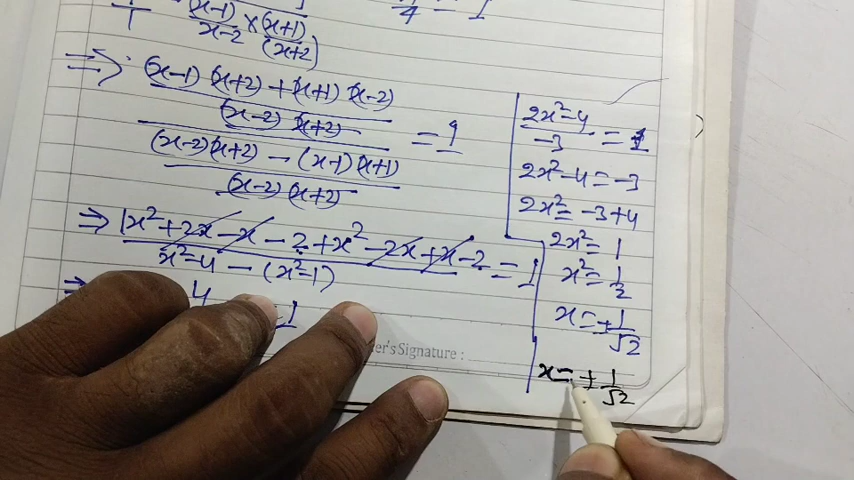 (x-1)/(x-2) × (x+1)/(x+2)
⇒ ((x-1)(x+2) + (x+1)(x-2))/((x-2)(x+2))
/ ((x-2)(x+2) - (x-1)(x+1))/((x-2)(x+2)) = 1
⇒ (x²+2x-x-2+x²-2x+x-2)/(x²-4-(x²-1)) = 1
⇒ 4 = 1
's Signature :
(2x²-4)/-3 = 1
2x²-4=-3
2x²=-3+4
2x²=1
x²=1/2
x=±1/√2
x=±1/√2